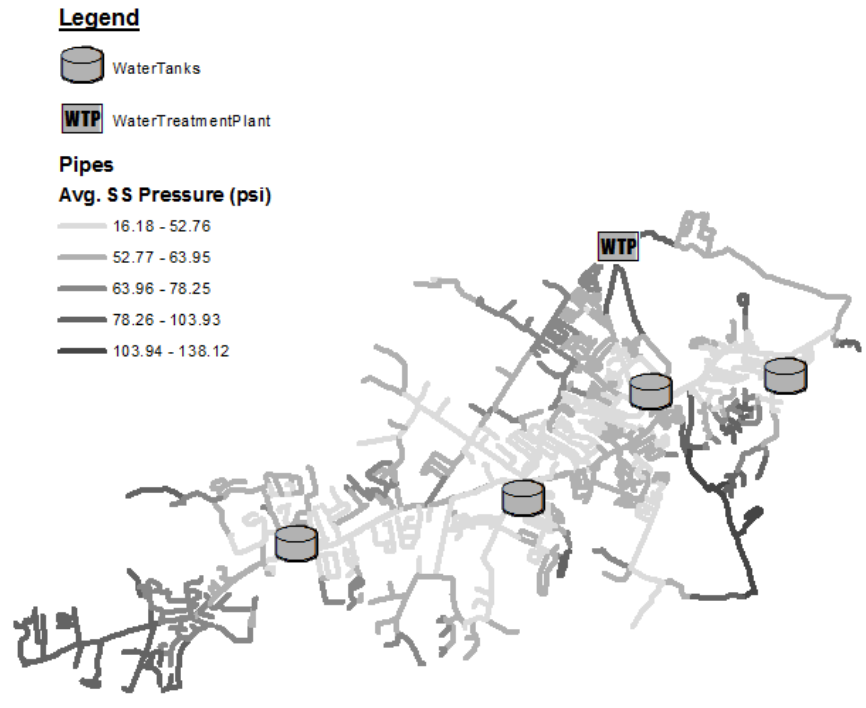 Legend
WaterTanks
WTP WaterTreatmentPlant
Pipes
Avg. SS Pressure (psi)
16.18 - 52.76
52.77 - 63.95
63.96 - 78.25
78.26 - 103.93
103.94 - 138.12
WTP